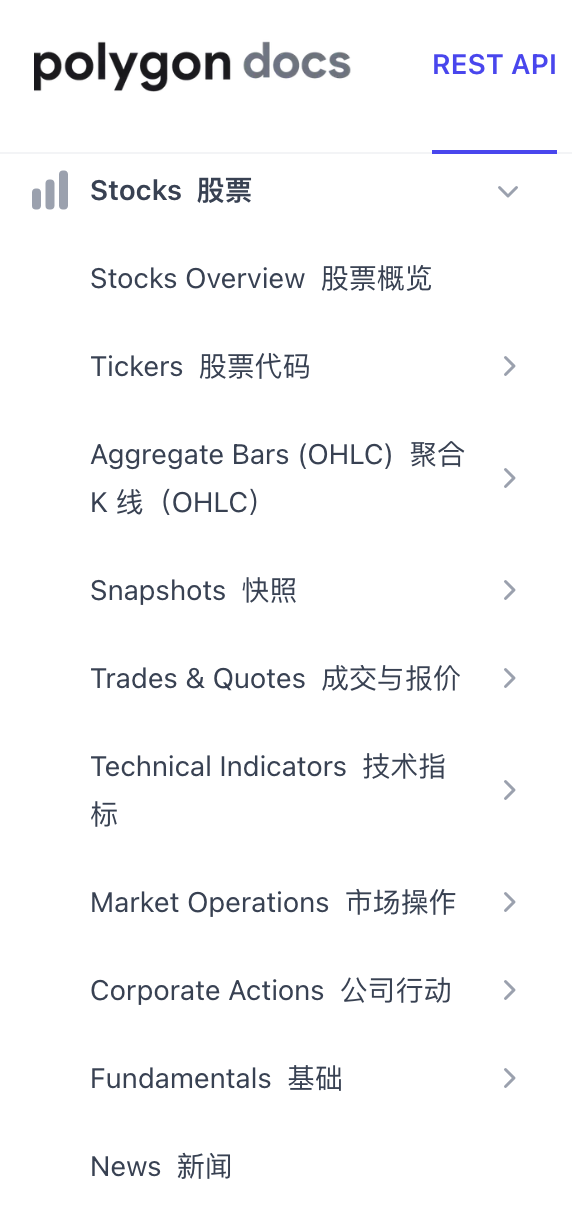 polygon docs REST API
Stocks 股票
Stocks Overview 股票概览
Tickers 股票代码
Aggregate Bars (OHLC) 聚合
K 线（OHLC）
Snapshots 快照
Trades & Quotes 成交与报价
Technical Indicators 技术指
标
Market Operations 市场操作
Corporate Actions 公司行动
Fundamentals 基础
News 新闻